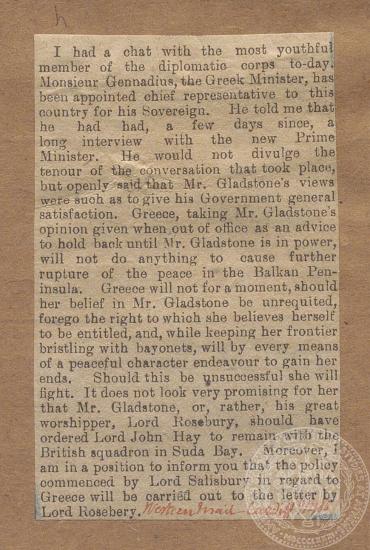 h
I had a chat with the most youthful
member of the diplomatic corps to-day.
Monsieur Gennadius, the Greek Minister, has
been appointed chief representative to this
country for his Sovereign. He told me that
he had had, a few days since, a
long interview with the new Prime
Minister. He would not divulge the
tenour of the conversation that took place,
but openly said that Mr. Gladstone's views
were such as to give his Government general
satisfaction. Greece, taking Mr. Gladstone's
opinion given when out of office as an advice
to hold back until Mr. Gladstone is in power,
will not do anything to cause further
rupture of the peace in the Balkan Pen-
insula. Greece will not for a moment, should
her belief in Mr. Gladstone be unrequited,
forego the right to which she believes herself
to be entitled, and, while keeping her frontier
bristling with bayonets, will by every means
of a peaceful character endeavour to gain her
ends. Should this be unsuccessful she will
fight. It does not look very promising for her
that Mr. Gladstone, or, rather, his great
worshipper, Lord Rosebury, should have
ordered Lord John Hay to remain with the
British squadron in Suda Bay. Moreover, I
am in a position to inform you that the policy
commenced by Lord Salisbury in regard to
Greece will be carried out to the letter by
Lord Rosebery. Western Mail Cardiff